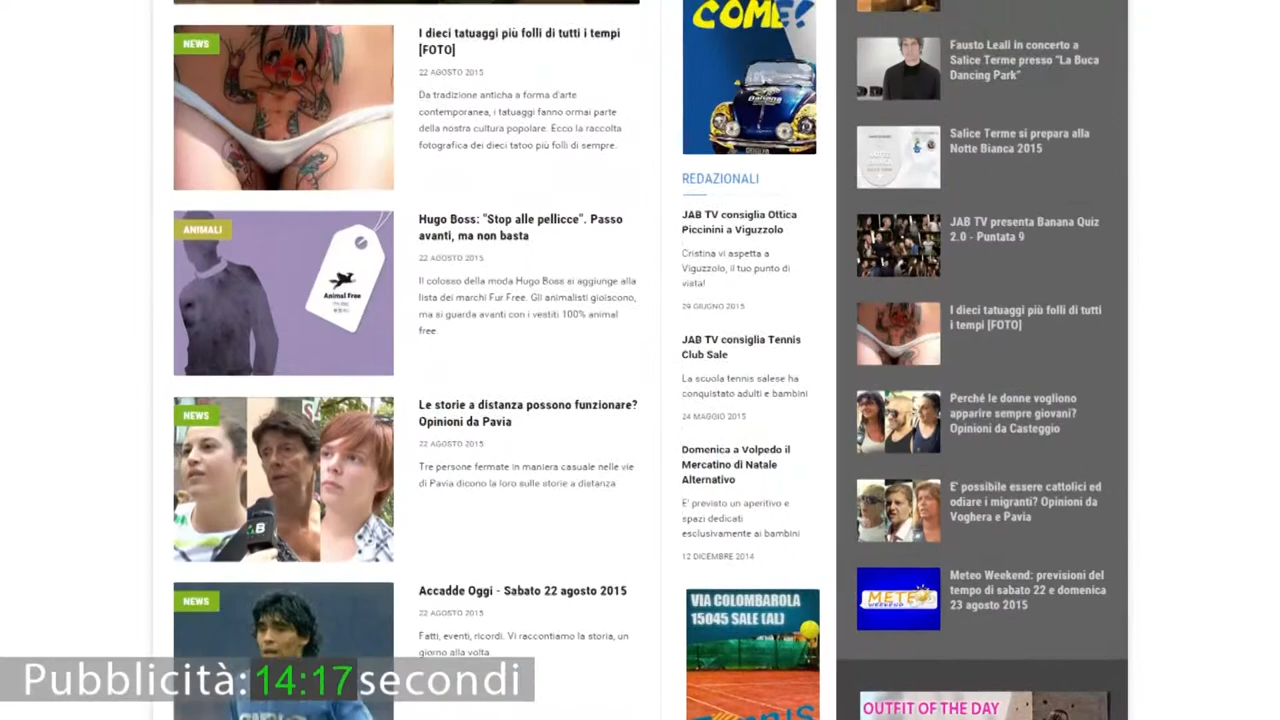 NEWS
I dieci tatuaggi più folli di tutti i tempi
[FOTO]
22 AGOSTO 2015
Da tradizione antica a forma d'arte
contemporanea, i tatuaggi fanno ormai parte
della nostra cultura popolare. Ecco la raccolta
fotografica dei dieci tatoo più folli di sempre.
ANIMALI
Animal Free
Hugo Boss: "Stop alle pellicce". Passo
avanti, ma non basta
22 AGOSTO 2015
Il colosso della moda Hugo Boss si aggiunge alla
lista dei marchi Fur Free. Gli animalisti gioiscono,
ma si guarda avanti con i vestiti 100% animal
free.
NEWS
Le storie a distanza possono funzionare?
Opinioni da Pavia
22 AGOSTO 2015
Tre persone fermate in maniera casuale nelle vie
di Pavia dicono la loro sulle storie a distanza
NEWS
Accadde Oggi - Sabato 22 agosto 2015
22 AGOSTO 2015
Fatti, eventi, ricordi. Vi raccontiamo la storia, un
giorno alla volta.
Pubblicità: 14:17 secondi
COME?
Banana
REDAZIONALI
JAB TV consiglia Ottica
Piccinini a Viguzzolo
Cristina vi aspetta a
Viguzzolo, il tuo punto di
vista!
29 GIUGNO 2015
JAB TV consiglia Tennis
Club Sale
La scuola tennis salese ha
conquistato adulti e bambini
24 MAGGIO 2015
Domenica a Volpedo il
Mercatino di Natale
Alternativo
E' previsto un aperitivo e
spazi dedicati
esclusivamente ai bambini
12 DICEMBRE 2014
VIA COLOMBAROLA
15045 SALE (AL)
Tennis
Fausto Leali in concerto a
Salice Terme presso "La Buca
Dancing Park"
Salice Terme si prepara alla
Notte Bianca 2015
JAB TV presenta Banana Quiz
2.0 - Puntata 9
I dieci tatuaggi più folli di tutti
i tempi [FOTO]
Perché le donne vogliono
apparire sempre giovani?
Opinioni da Casteggio
E' possibile essere cattolici ed
odiare i migranti? Opinioni da
Voghera e Pavia
METEO
WEEKEND
Meteo Weekend: previsioni del
tempo di sabato 22 e domenica
23 agosto 2015
OUTFIT OF THE DAY